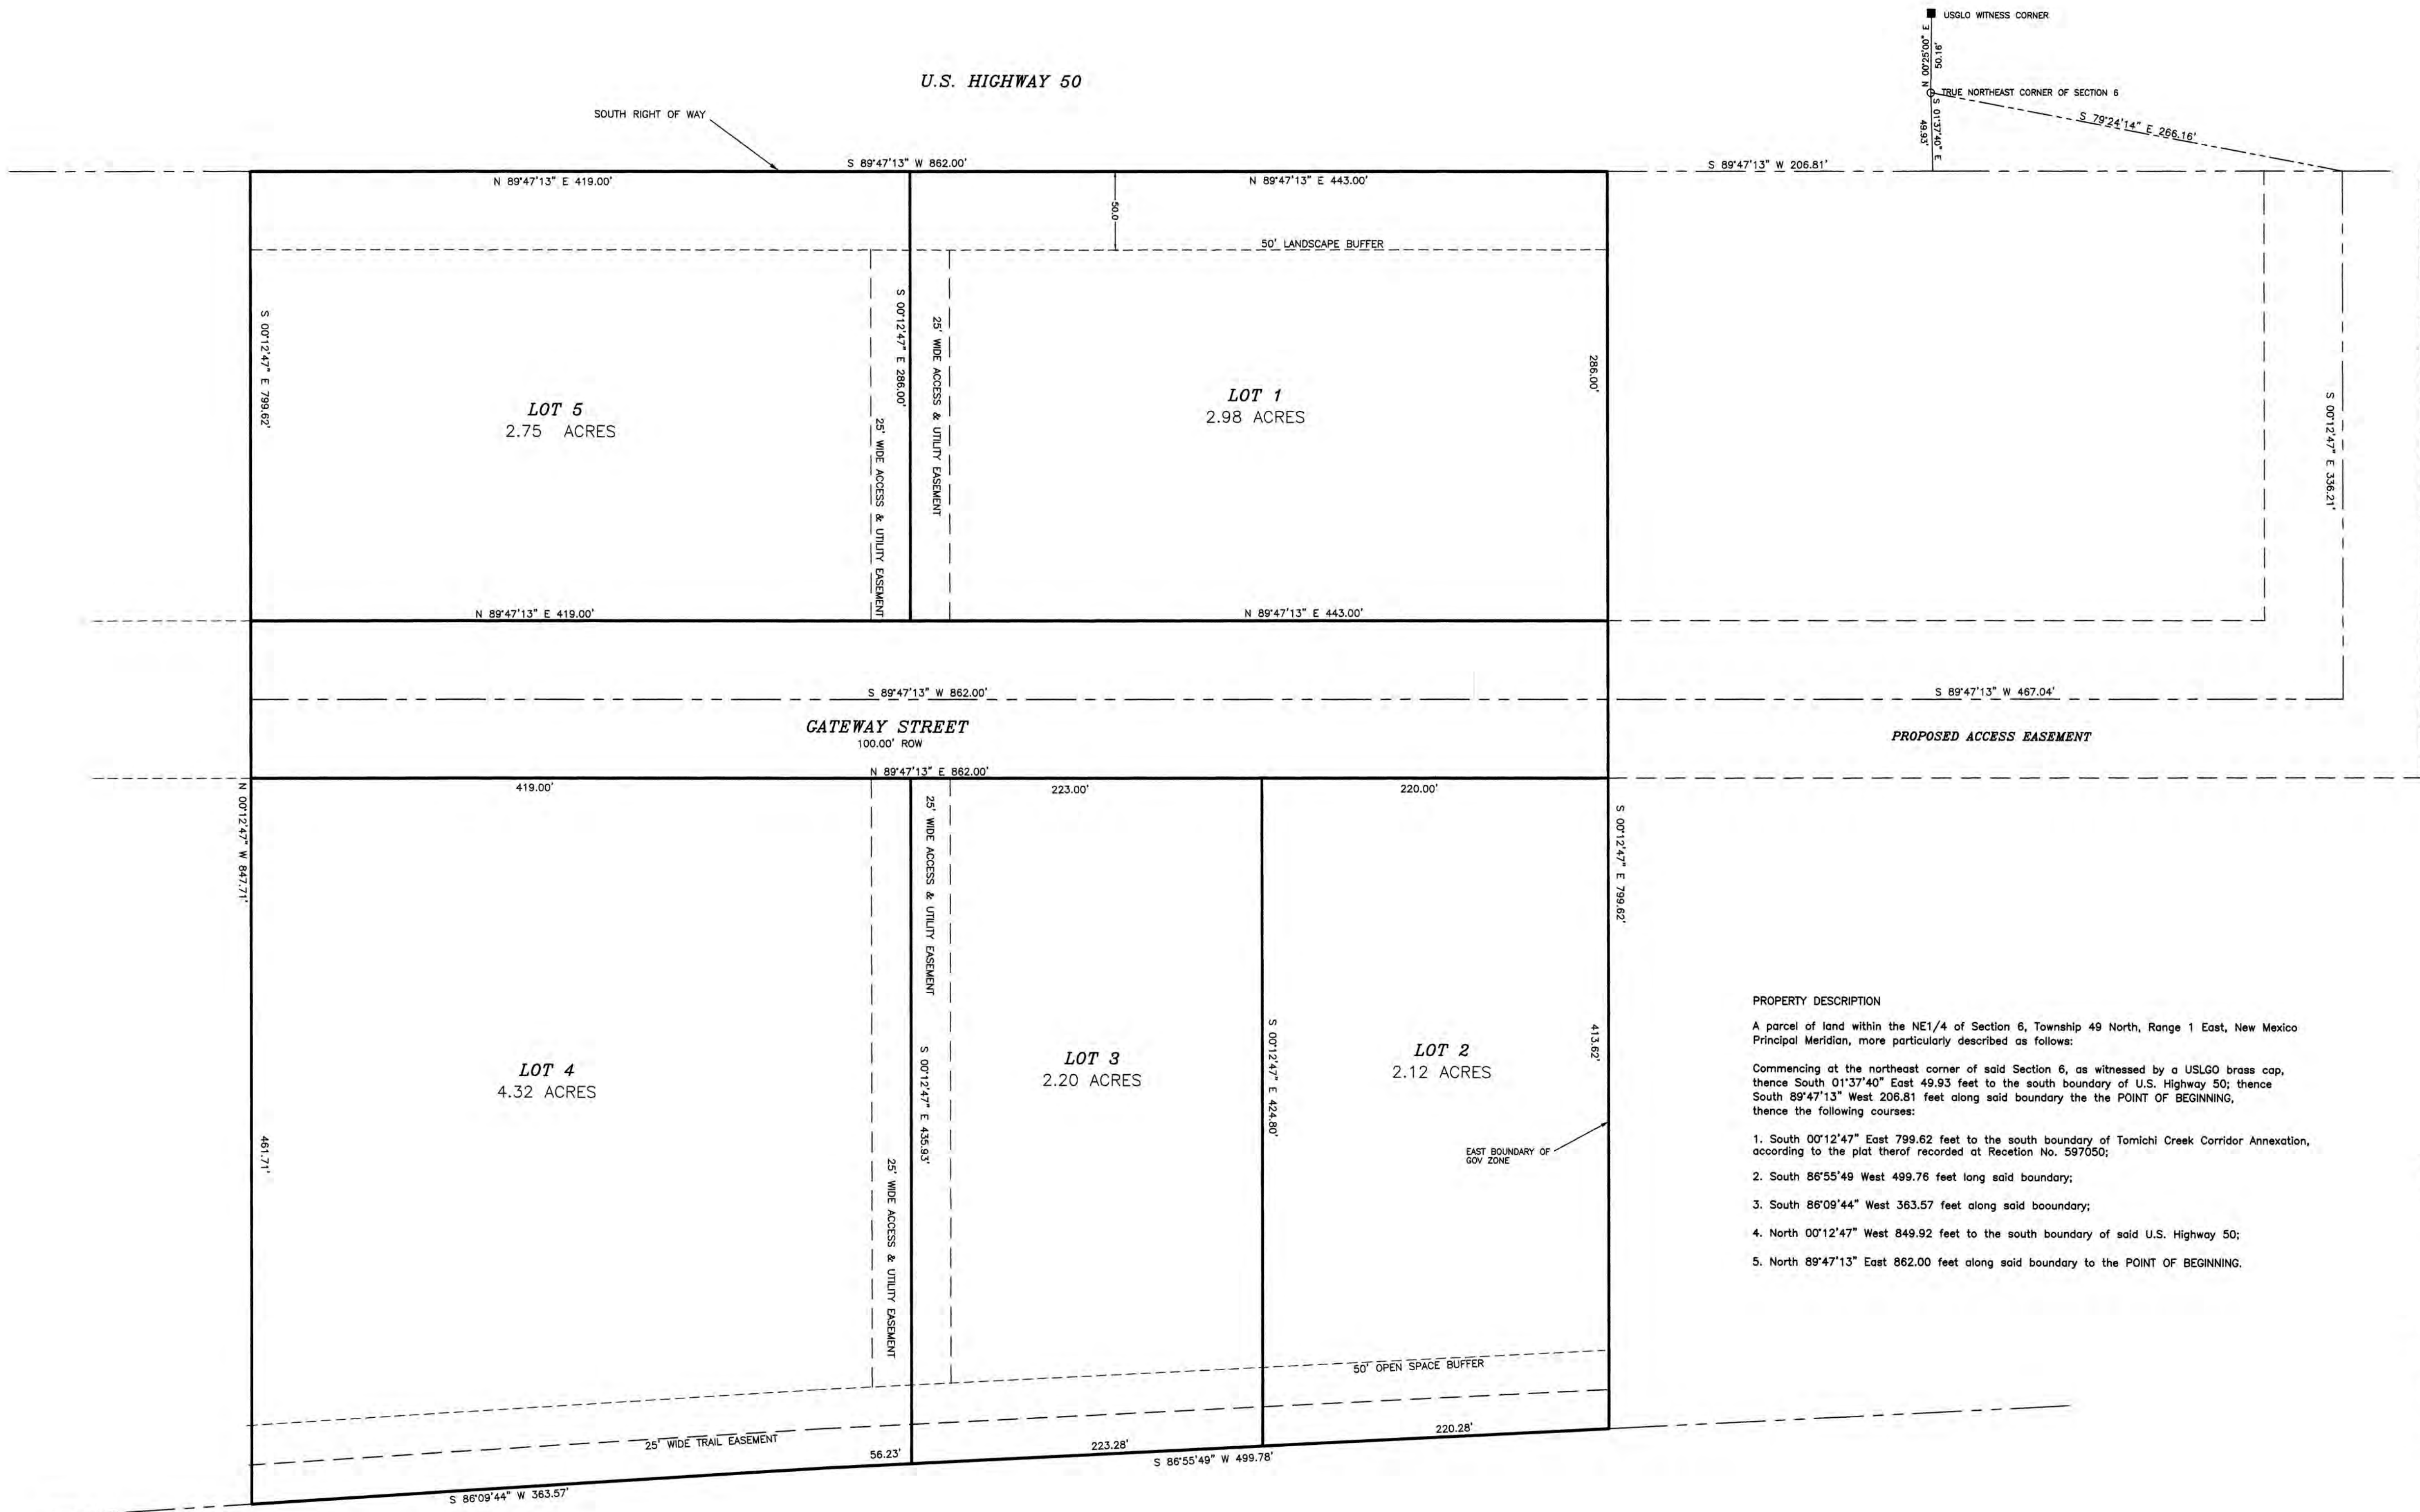 USGLO WITNESS CORNER
N 00°25'00" E
50.16'
U.S. HIGHWAY 50
TRUE NORTHEAST CORNER OF SECTION 6
SOUTH RIGHT OF WAY
S 79°24'14" E 266.16'
S 01°37'40" E
49.93'
S 89°47'13" W 862.00'
S 89°47'13" W 206.81'
N 89°47'13" E 419.00'
N 89°47'13" E 443.00'
50.0
50' LANDSCAPE BUFFER
S 00°12'47" E 799.62'
S 00°12'47" E 286.00'
25' WIDE ACCESS & UTILITY EASEMENT
25' WIDE ACCESS & UTILITY EASEMENT
286.00'
S 00°12'47" E 336.21'
LOT 5
2.75 ACRES
LOT 1
2.98 ACRES
N 89°47'13" E 419.00'
N 89°47'13" E 443.00'
S 89°47'13" W 862.00'
S 89°47'13" W 467.04'
GATEWAY STREET
100.00' ROW
PROPOSED ACCESS EASEMENT
N 89°47'13" E 862.00'
419.00'
223.00'
220.00'
N 00°12'47" W 847.71'
25' WIDE ACCESS & UTILITY EASEMENT
S 00°12'47" E 799.62'
S 00°12'47" E 435.93'
S 00°12'47" E 424.80'
413.62'
LOT 4
4.32 ACRES
LOT 3
2.20 ACRES
LOT 2
2.12 ACRES
461.71'
25' WIDE ACCESS & UTILITY EASEMENT
EAST BOUNDARY OF
GOV ZONE
50' OPEN SPACE BUFFER
25' WIDE TRAIL EASEMENT
56.23'
223.28'
220.28'
S 86°55'49" W 499.78'
S 86°09'44" W 363.57'
PROPERTY DESCRIPTION
A parcel of land within the NE1/4 of Section 6, Township 49 North, Range 1 East, New Mexico
Principal Meridian, more particularly described as follows:
Commencing at the northeast corner of said Section 6, as witnessed by a USLGO brass cap,
thence South 01°37'40" East 49.93 feet to the south boundary of U.S. Highway 50; thence
South 89°47'13" West 206.81 feet along said boundary the the POINT OF BEGINNING,
thence the following courses:
1. South 00°12'47" East 799.62 feet to the south boundary of Tomichi Creek Corridor Annexation,
according to the plat therof recorded at Recetion No. 597050;
2. South 86°55'49 West 499.76 feet long said boundary;
3. South 86°09'44" West 363.57 feet along said booundary;
4. North 00°12'47" West 849.92 feet to the south boundary of said U.S. Highway 50;
5. North 89°47'13" East 862.00 feet along said boundary to the POINT OF BEGINNING.